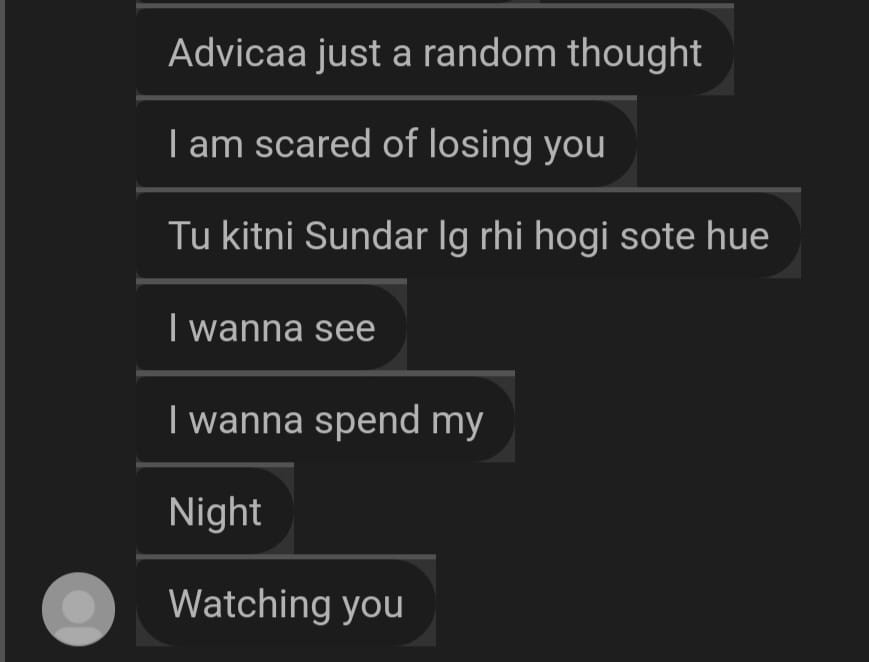 Advicaa just a random thought
I am scared of losing you
Tu kitni Sundar lg rhi hogi sote hue
I wanna see
I wanna spend my
Night
Watching you